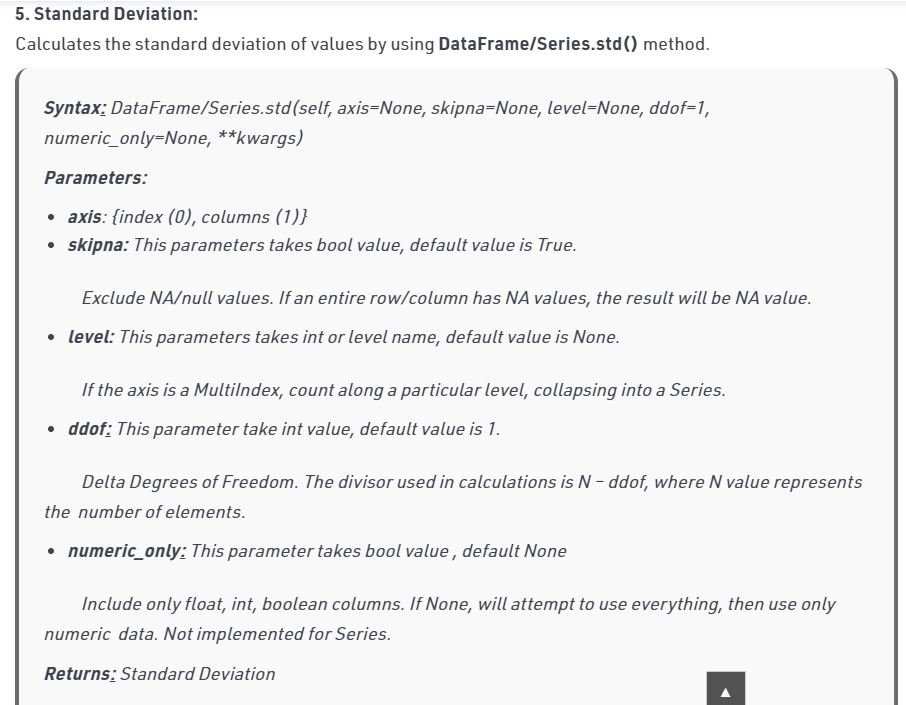 5. Standard Deviation:
Calculates the standard deviation of values by using DataFrame/Series.std() method.
Syntax: DataFrame/Series.std(self, axis=None, skipna=None, level=None, ddof=1,
numeric_only=None, **kwargs)
Parameters:
• axis: {index (0), columns (1)}
• skipna: This parameters takes bool value, default value is True.
Exclude NA/null values. If an entire row/column has NA values, the result will be NA value.
• level: This parameters takes int or level name, default value is None.
If the axis is a MultiIndex, count along a particular level, collapsing into a Series.
• ddof: This parameter take int value, default value is 1.
Delta Degrees of Freedom. The divisor used in calculations is N – ddof, where N value represents
the  number of elements.
• numeric_only: This parameter takes bool value , default None
Include only float, int, boolean columns. If None, will attempt to use everything, then use only
numeric  data. Not implemented for Series.
Returns: Standard Deviation